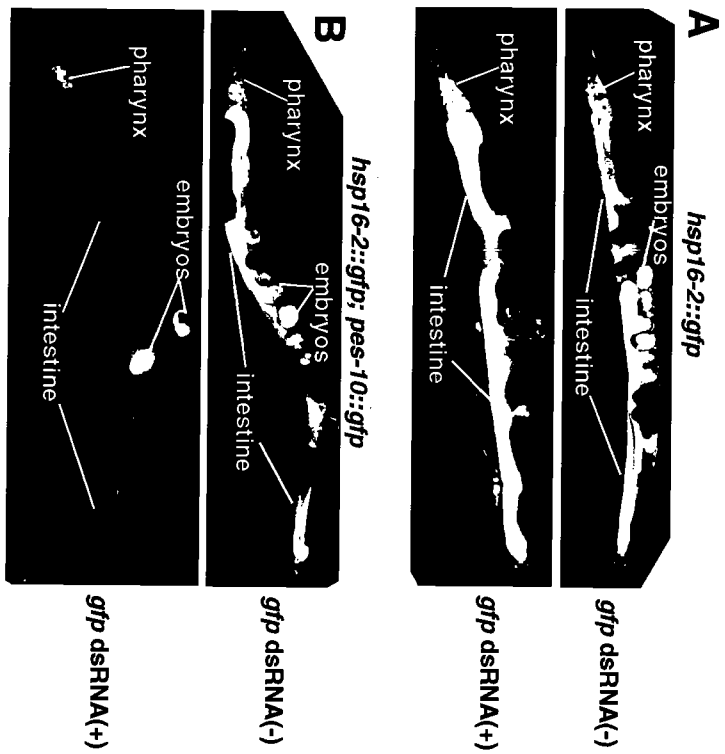 A
hsp16-2::gfp
pharynx
embryos
intestine
gfp dsRNA(-)
pharynx
intestine
gfp dsRNA(+)
B
hsp16-2::gfp; pes-10::gfp
pharynx
embryos
intestine
gfp dsRNA(-)
pharynx
embryos
intestine
gfp dsRNA(+)